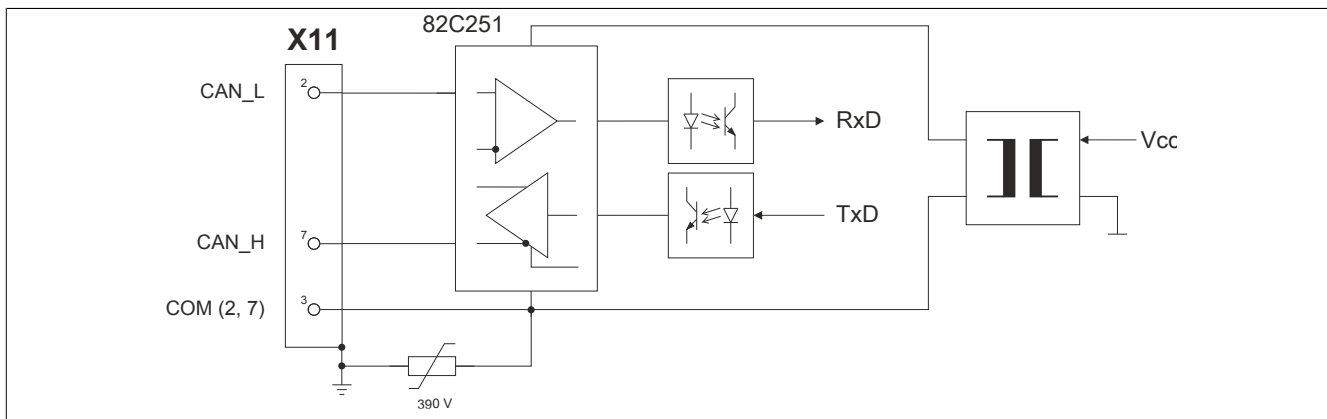 82C251
X11
CAN_L
2
RxD
Vcc
TxD
CAN_H
7
COM (2, 7)
3
390 V